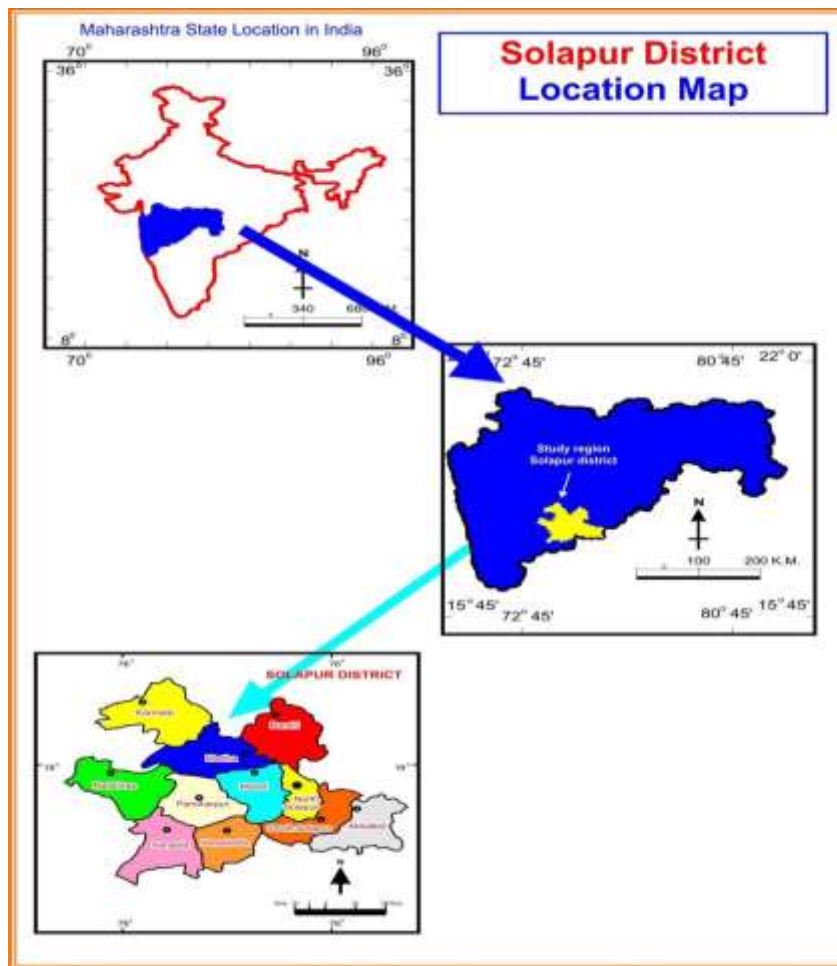 Maharashtra State Location in India
70° 96°
36° 36°
N
340
8° 8°
70° 96°
Solapur District
Location Map
72° 45' 80° 45' 22° 0'
Study region
Solapur district
N
100 200 K.M.
15° 45' 72° 45' 80° 45' 15° 45'
SOLAPUR DISTRICT
Karmala
Barshi
Madha
Malshiras
Mohol
North
Solapur
Pandharpur
South Solapur
Akkalkot
Sangola
N